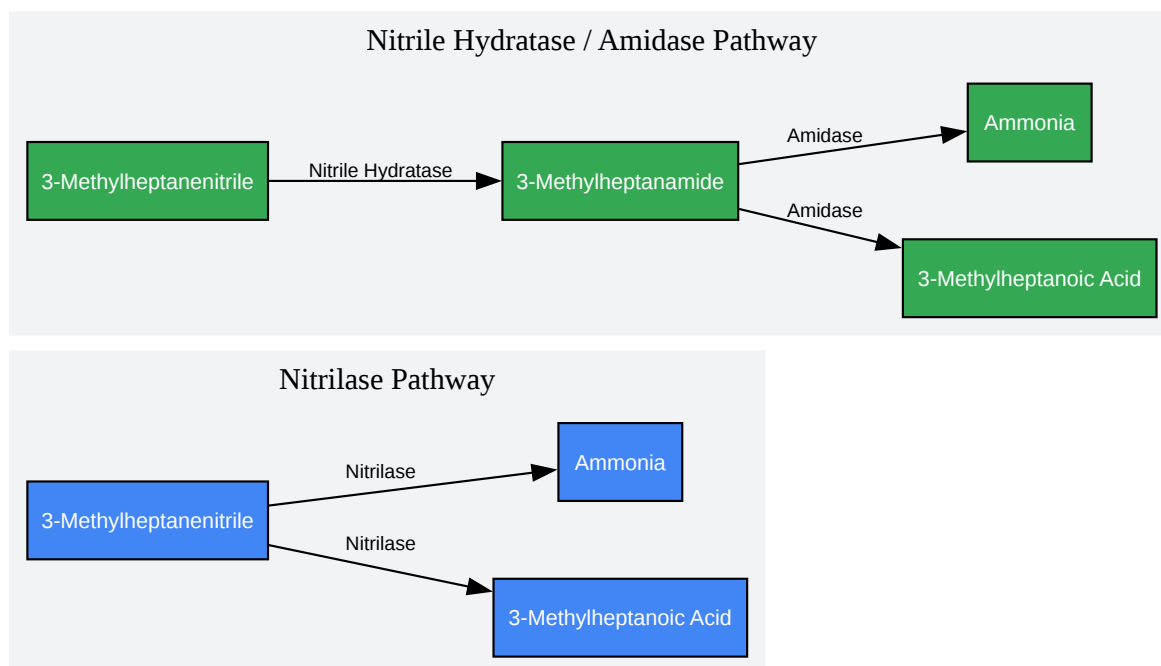 Nitrile Hydratase / Amidase Pathway
Ammonia
Amidase
3-Methylheptanenitrile
Nitrile Hydratase
3-Methylheptanamide
Amidase
3-Methylheptanoic Acid
Nitrilase Pathway
Ammonia
Nitrilase
3-Methylheptanenitrile
Nitrilase
3-Methylheptanoic Acid